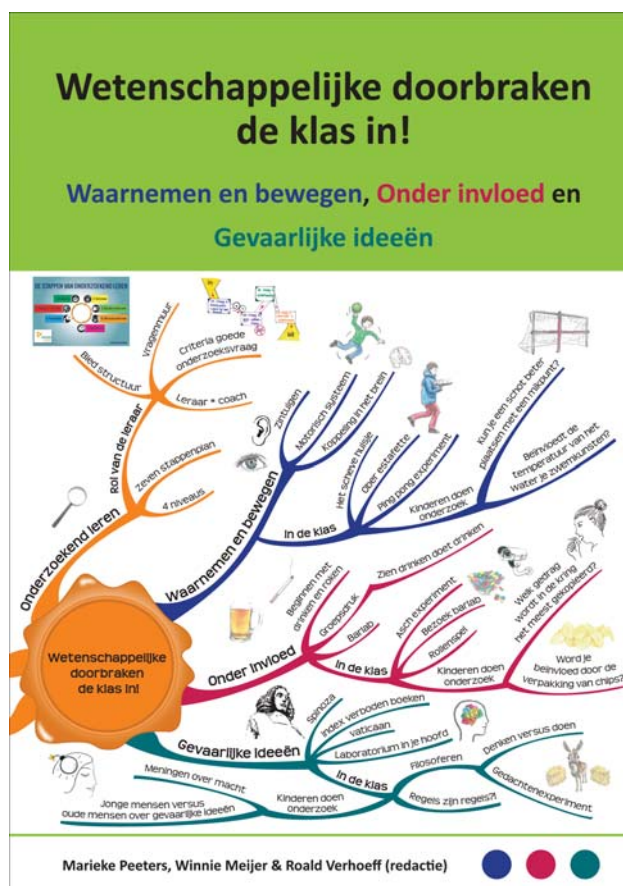 Wetenschappelijke doorbraken
de klas in!
Waarnemen en bewegen, Onder invloed en
Gevaarlijke ideeën
DE STAPPEN VAN ONDERZOEKEND LEREN
Bied structuur
Vragenmuur
Criteria goede
onderzoeksvraag
Leraar = coach
Rol van de leraar
Zeven stappenplan
4 niveaus
Onderzoekend leren
Zintuigen
Motorisch systeem
Koppeling in het brein
Waarnemen en bewegen
In de klas
Het scheve huisje
Ober estafette
Ping pong experiment
Kinderen doen
onderzoek
Kun je een schot beter
plaatsen met een mikpunt?
Beïnvloedt de
temperatuur van het
water je zwemkunsten?
Wetenschappelijke
doorbraken
de klas in!
Onder invloed
Beginnen met
drinken en roken
Groepsdruk
Zien drinken doet drinken
Barlab
In de klas
Asch experiment
Bezoek barlab
Rollenspel
Kinderen doen
onderzoek
Welk gedrag
wordt in de kring
het meest gekopieerd?
Word je
beïnvloed door de
verpakking van chips?
Gevaarlijke ideeën
Spinoza
Index verboden boeken
vaticaan
Laboratorium in je hoofd
In de klas
Filosoferen
Denken versus doen
Gedachtenexperiment
Regels zijn regels?!
Kinderen doen
onderzoek
Meningen over macht
Jonge mensen versus
oude mensen over gevaarlijke ideeën
Marieke Peeters, Winnie Meijer & Roald Verhoeff (redactie)